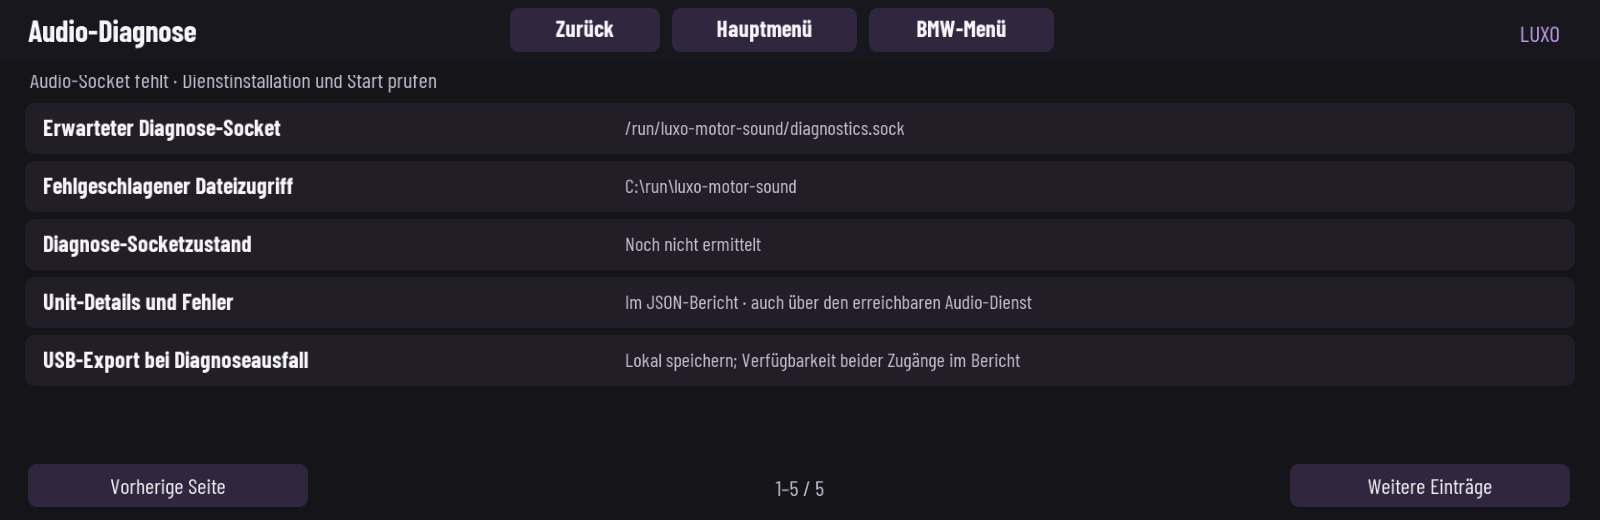 Audio-Diagnose
Zurück
Hauptmenü
BMW-Menü
LUXO
Audio-Socket fehlt · Dienstinstallation und Start prüfen
Erwarteter Diagnose-Socket
/run/luxo-motor-sound/diagnostics.sock
Fehlgeschlagener Dateizugriff
C:\run\luxo-motor-sound
Diagnose-Socketzustand
Noch nicht ermittelt
Unit-Details und Fehler
Im JSON-Bericht · auch über den erreichbaren Audio-Dienst
USB-Export bei Diagnoseausfall
Lokal speichern; Verfügbarkeit beider Zugänge im Bericht
Vorherige Seite
1–5 / 5
Weitere Einträge